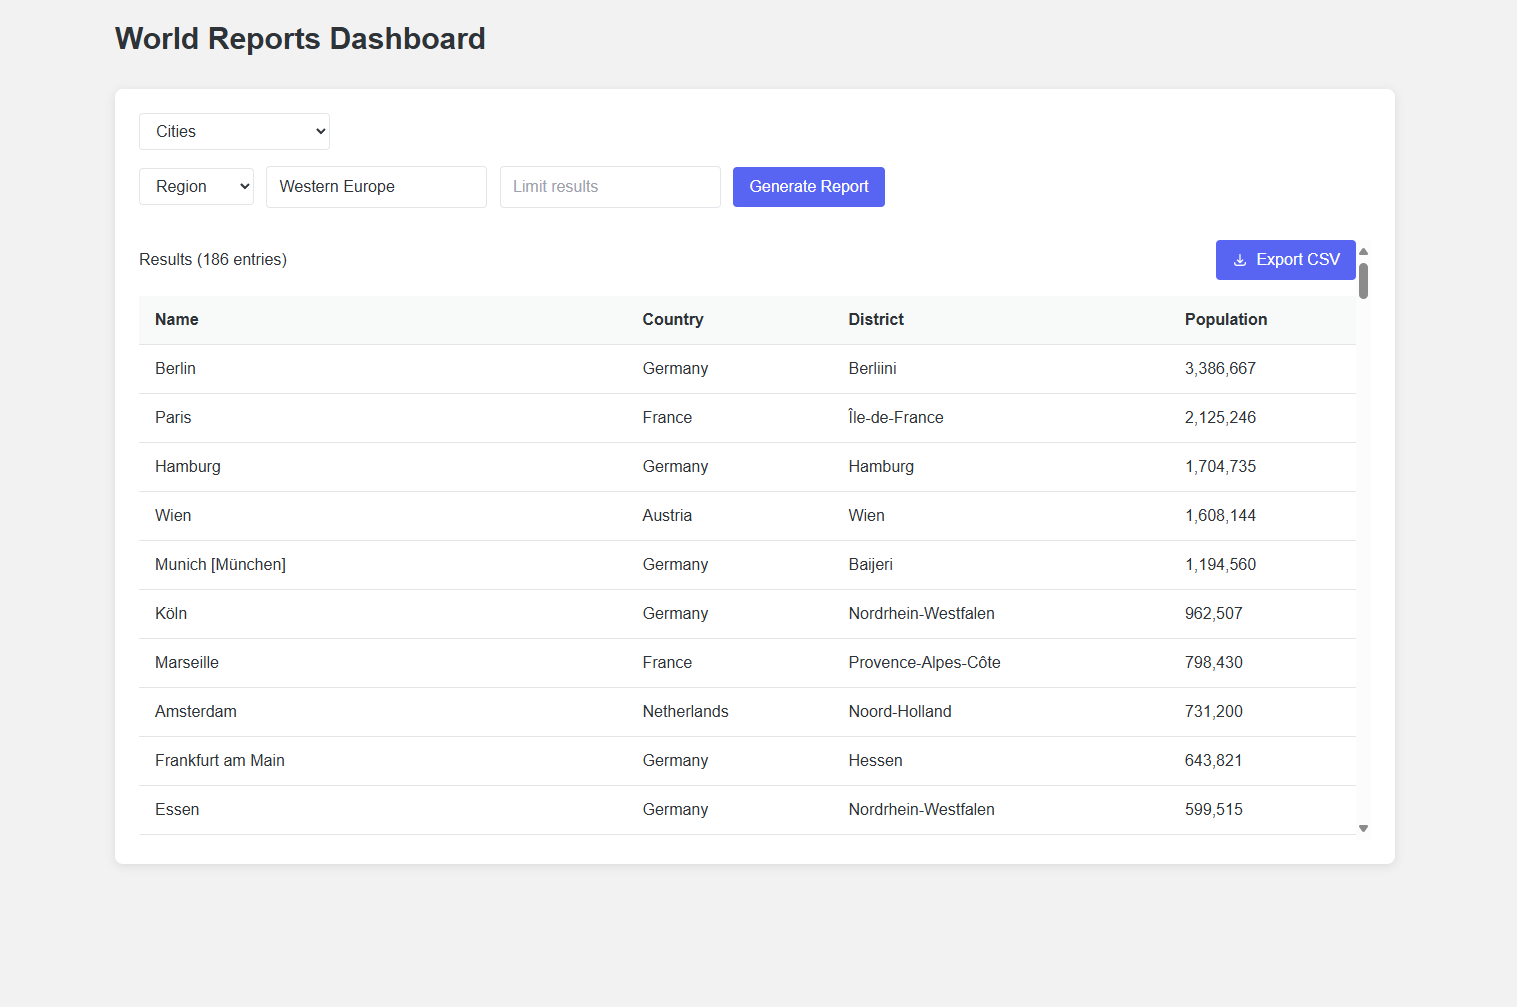 World Reports Dashboard
Cities
Region Western Europe Limit results Generate Report
Results (186 entries) Export CSV
Name Country District Population
Berlin Germany Berliini 3,386,667
Paris France Île-de-France 2,125,246
Hamburg Germany Hamburg 1,704,735
Wien Austria Wien 1,608,144
Munich [München] Germany Baijeri 1,194,560
Köln Germany Nordrhein-Westfalen 962,507
Marseille France Provence-Alpes-Côte 798,430
Amsterdam Netherlands Noord-Holland 731,200
Frankfurt am Main Germany Hessen 643,821
Essen Germany Nordrhein-Westfalen 599,515